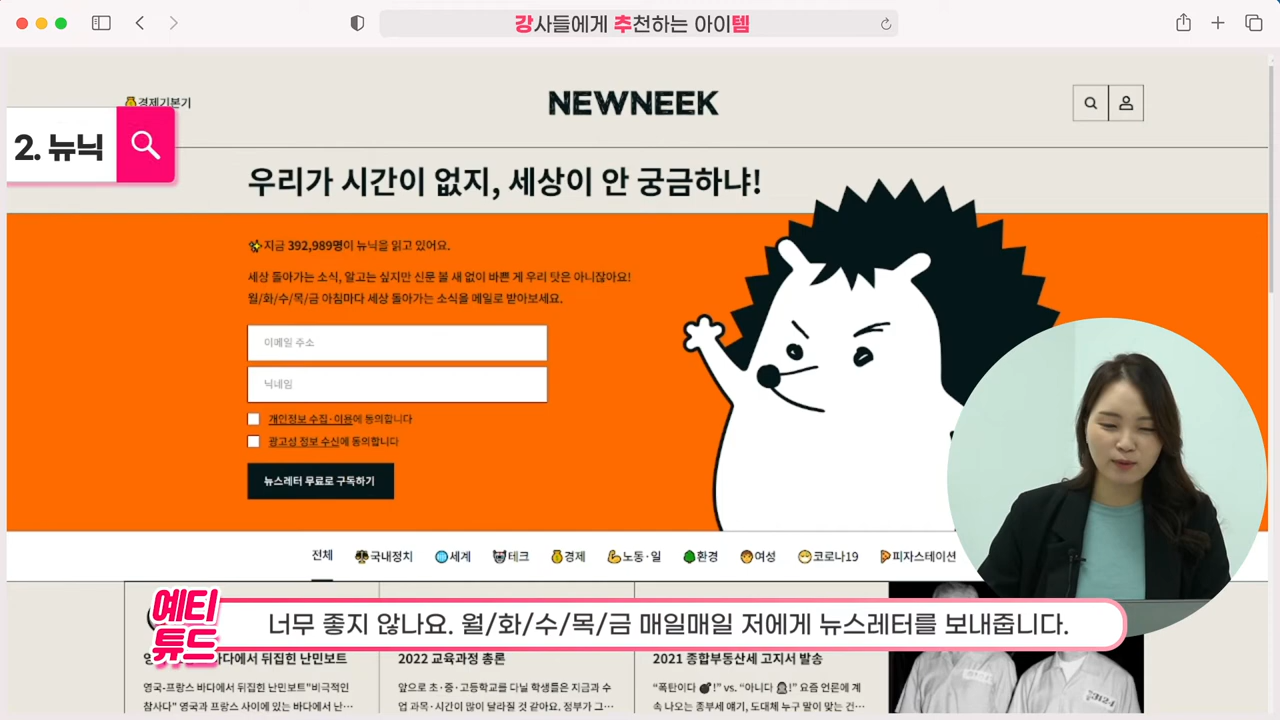 강사들에게 추천하는 아이템
경제기본기
NEWNEEK
2. 뉴닉
우리가 시간이 없지, 세상이 안 궁금하냐!
지금 392,989명이 뉴닉을 읽고 있어요.
세상 돌아가는 소식, 알고는 싶지만 신문 볼 새 없이 바쁜 게 우리 탓은 아니잖아요!
월/화/수/목/금 아침마다 세상 돌아가는 소식을 메일로 받아보세요.
이메일 주소
닉네임
개인정보 수집·이용에 동의합니다
광고성 정보 수신에 동의합니다
뉴스레터 무료로 구독하기
전체 국내정치 세계 테크 경제 노동·일 환경 여성 코로나19 피자스테이션
예티튜드
너무 좋지 않나요. 월/화/수/목/금 매일매일 저에게 뉴스레터를 보내줍니다.
바다에서 뒤집힌 난민보트 2022 교육과정 총론 2021 종합부동산세 고지서 발송
영국-프랑스 바다에서 뒤집힌 난민보트"비극적인
참사다" 영국과 프랑스 사이에 있는 바다에서 난…
앞으로 초·중·고등학교를 다닐 학생들은 지금과 수
업 과목·시간이 많이 달라질 것 같아요. 정부가 그…
"폭탄이다 !" vs. "아니다 !" 요즘 언론에 계
속 나오는 종부세 얘기, 도대체 누구 말이 맞는 건…